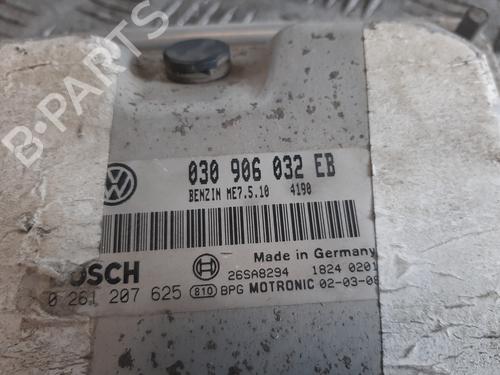 B-PARTS
030 906 032 EB
BENZIN ME7.5.10 4190
BOSCH
Made in Germany
26SA8294 1824 0201
0 261 207 625 810 BPG MOTRONIC 02-03-08